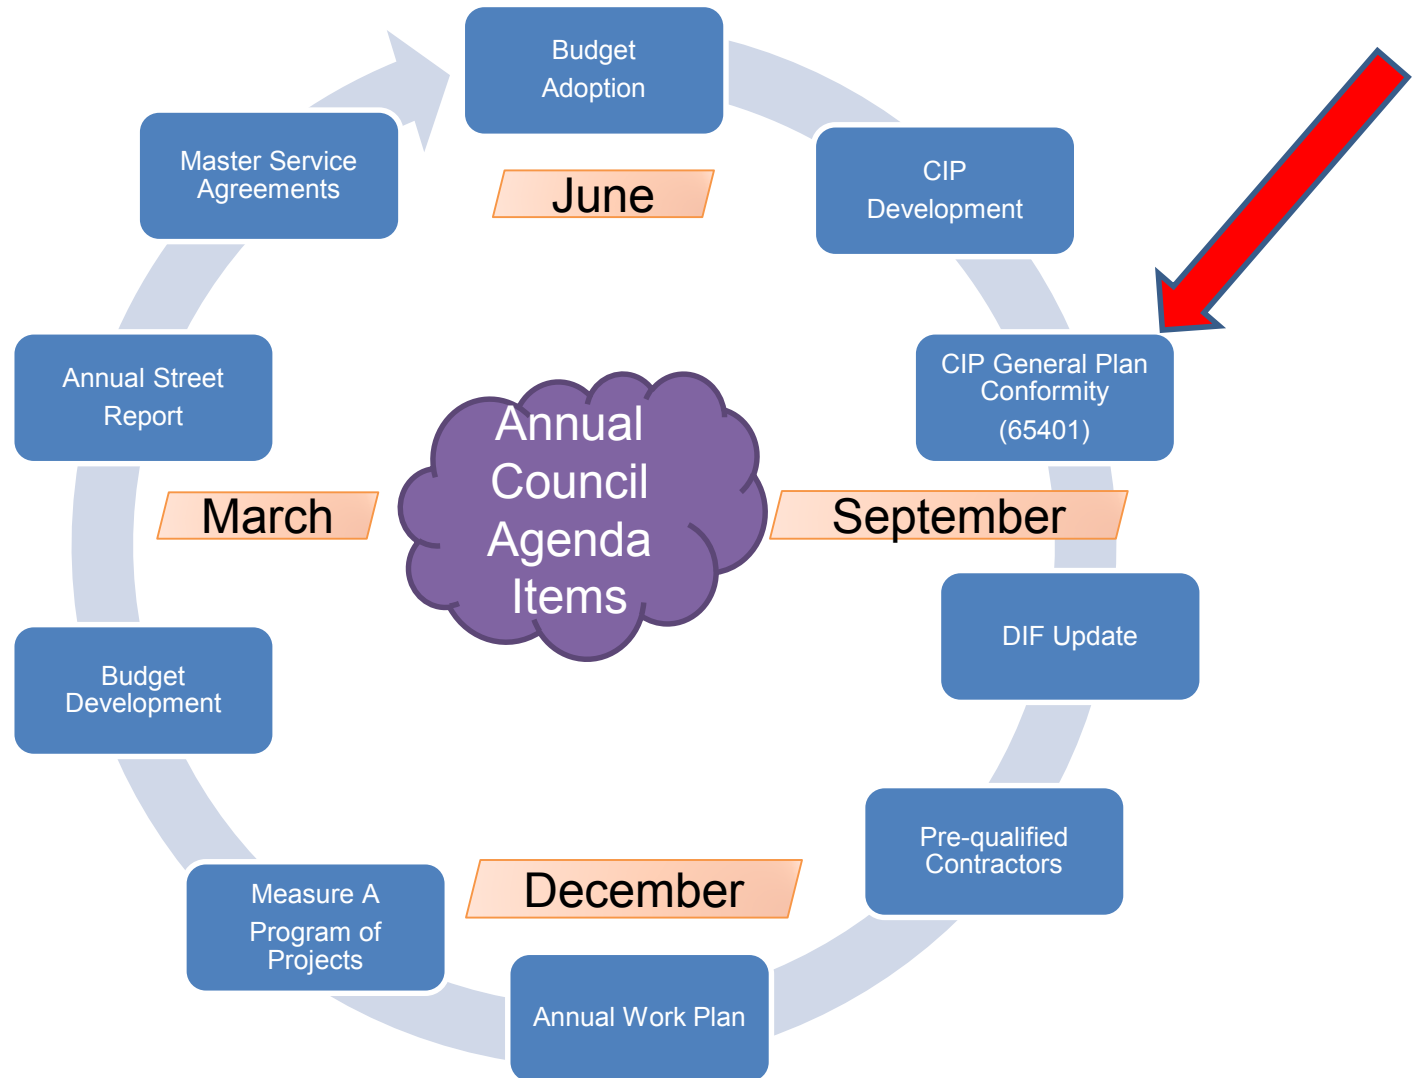 Budget
Adoption
CIP
Development
CIP General Plan
Conformity
(65401)
DIF Update
Pre-qualified
Contractors
Annual Work Plan
Measure A
Program of
Projects
Budget
Development
Annual Street
Report
Master Service
Agreements
June
September
December
March
Annual
Council
Agenda
Items